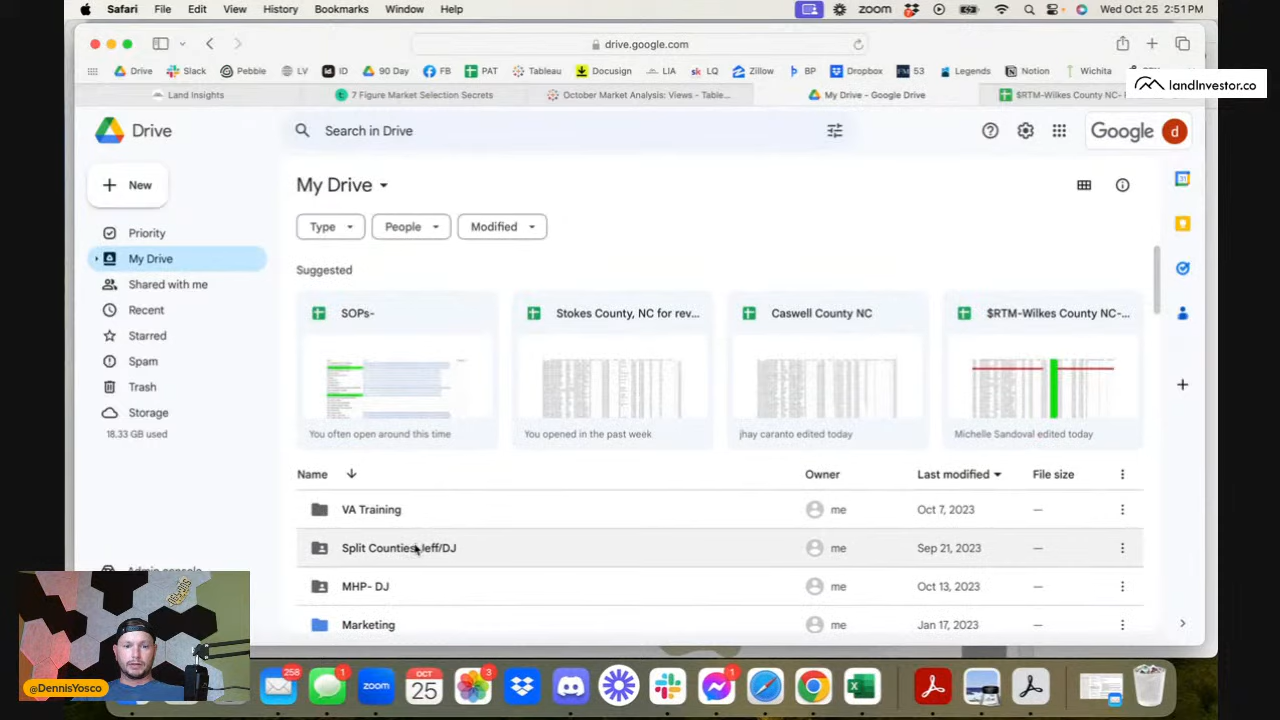 Safari File Edit View History Bookmarks Window Help zoom Wed Oct 25 2:51 PM
drive.google.com
Drive Slack Pebble LV ID 90 Day FB PAT Tableau Docusign LIA LQ Zillow BP Dropbox 53 Legends Notion Wichita
landInvestor.co
Land Insights 7 Figure Market Selection Secrets October Market Analysis: Views - Table... My Drive - Google Drive $RTM-Wilkes County NC-
Drive Search in Drive Google d
New
My Drive
Type People Modified
Priority
My Drive
Shared with me
Recent
Starred
Spam
Trash
Storage
18.33 GB used
Suggested
SOPs- Stokes County, NC for rev... Caswell County NC $RTM-Wilkes County NC-...
You often open around this time You opened in the past week jhay caranto edited today Michelle Sandoval edited today
Name Owner Last modified File size
VA Training me Oct 7, 2023 —
Split Counties Jeff/DJ me Sep 21, 2023 —
MHP- DJ me Oct 13, 2023 —
Marketing me Jan 17, 2023 —
@DennisYosco
258 1 zoom OCT 25 3 1